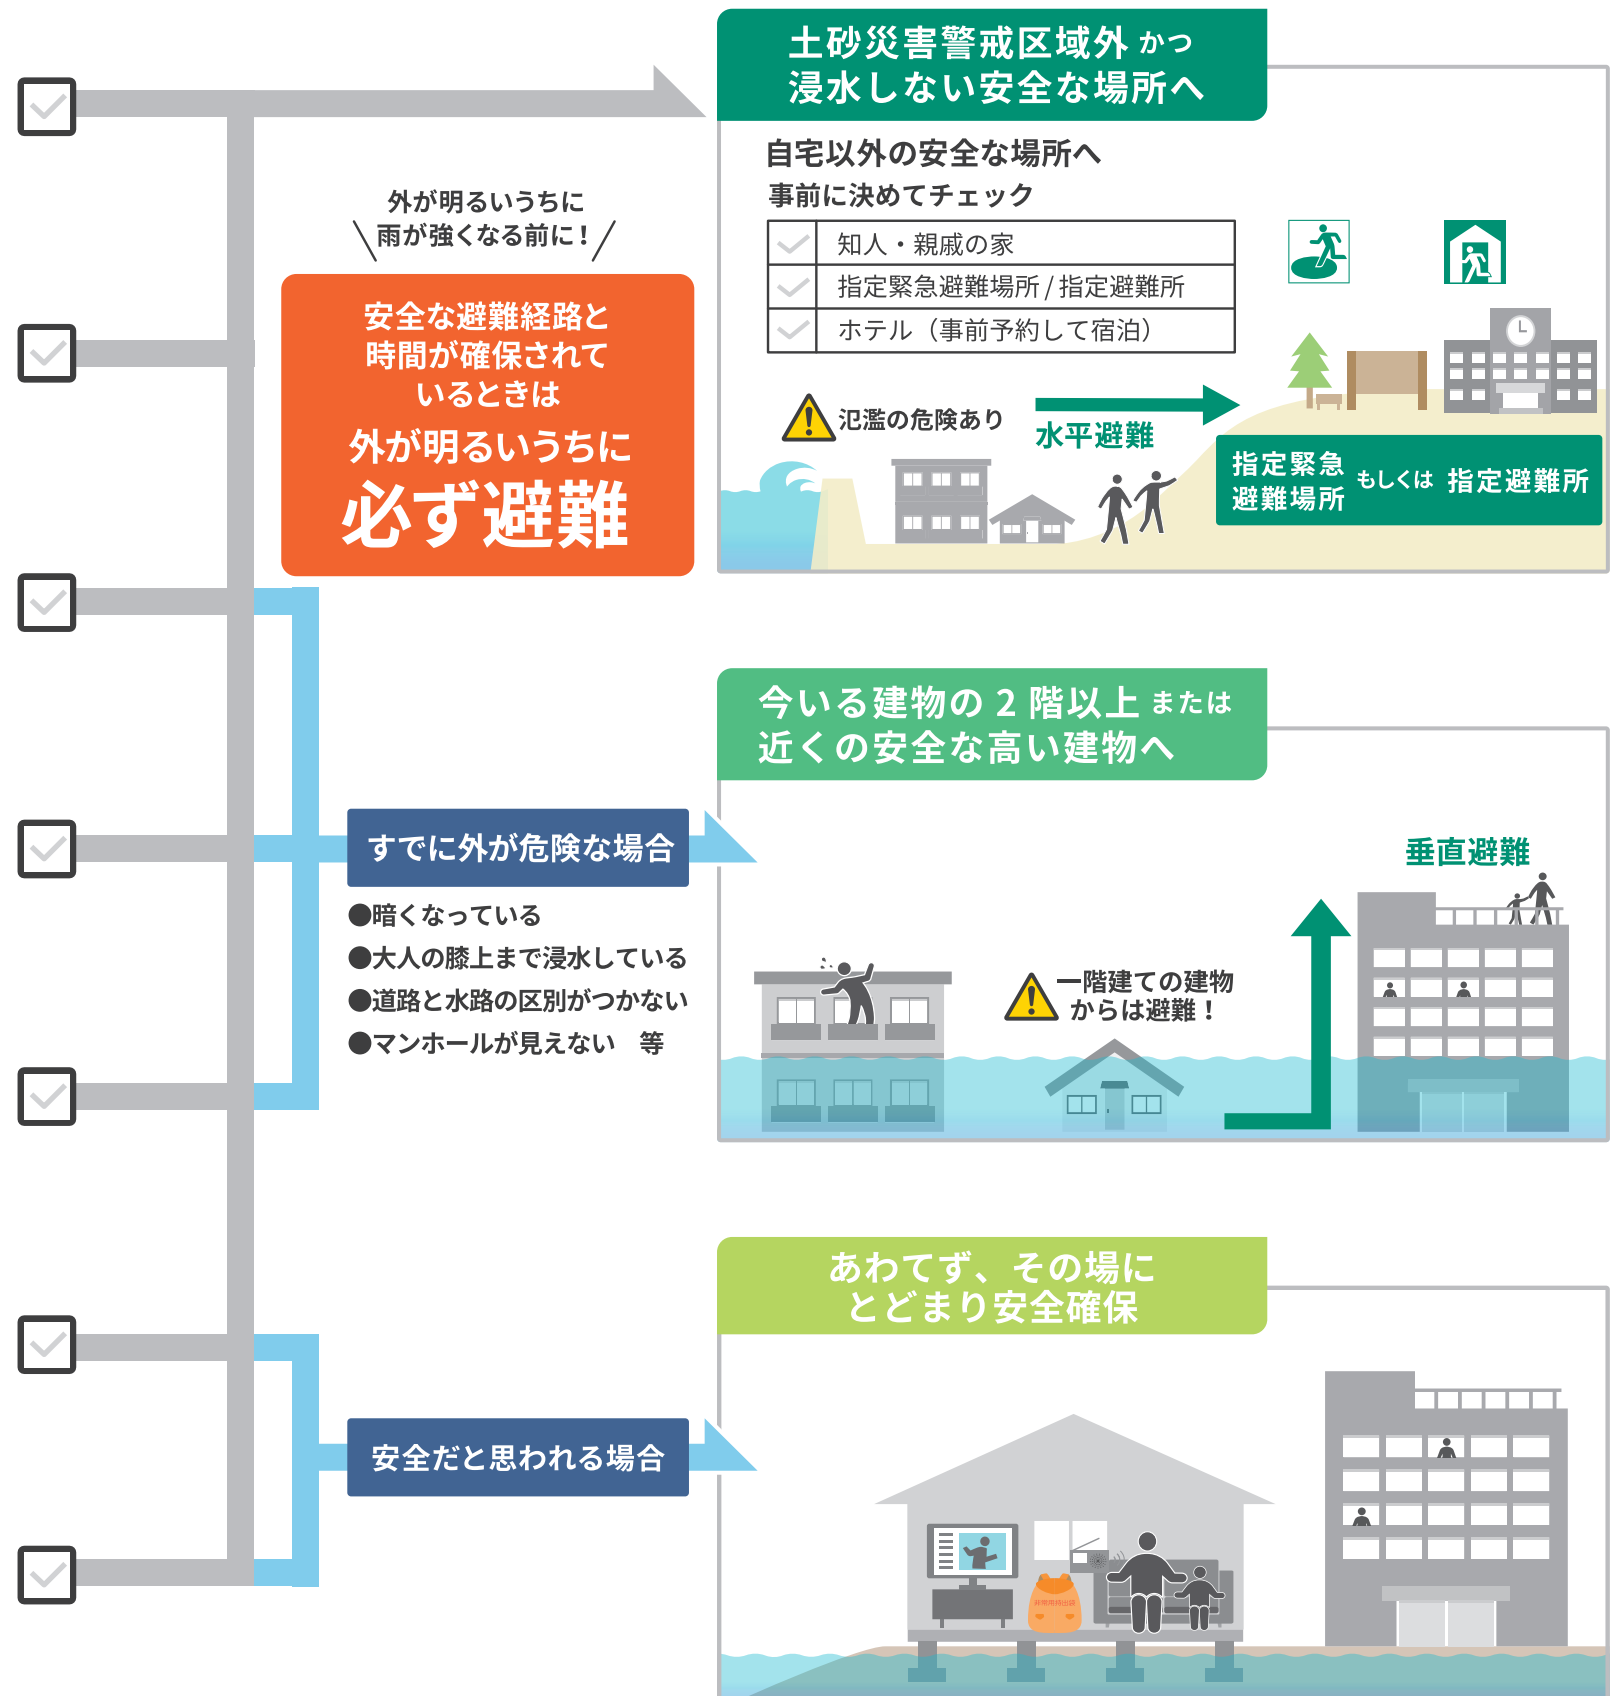 土砂災害警戒区域外 かつ
浸水しない安全な場所へ
自宅以外の安全な場所へ
事前に決めてチェック
知人・親戚の家
指定緊急避難場所 / 指定避難所
ホテル（事前予約して宿泊）
外が明るいうちに
雨が強くなる前に！
安全な避難経路と
時間が確保されて
いるときは
外が明るいうちに
必ず避難
氾濫の危険あり
水平避難
指定緊急
避難場所
もしくは
指定避難所
今いる建物の 2 階以上 または
近くの安全な高い建物へ
すでに外が危険な場合
●暗くなっている
●大人の膝上まで浸水している
●道路と水路の区別がつかない
●マンホールが見えない　等
垂直避難
一階建ての建物
からは避難！
あわてず、その場に
とどまり安全確保
安全だと思われる場合
非常用持出袋